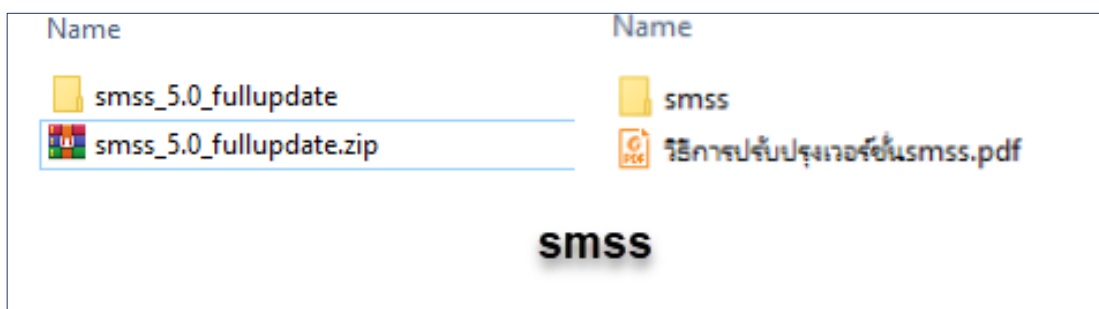 Name
smss_5.0_fullupdate
smss_5.0_fullupdate.zip
Name
smss
วิธีการปรับปรุงเวอร์ชั่นsmss.pdf
smss